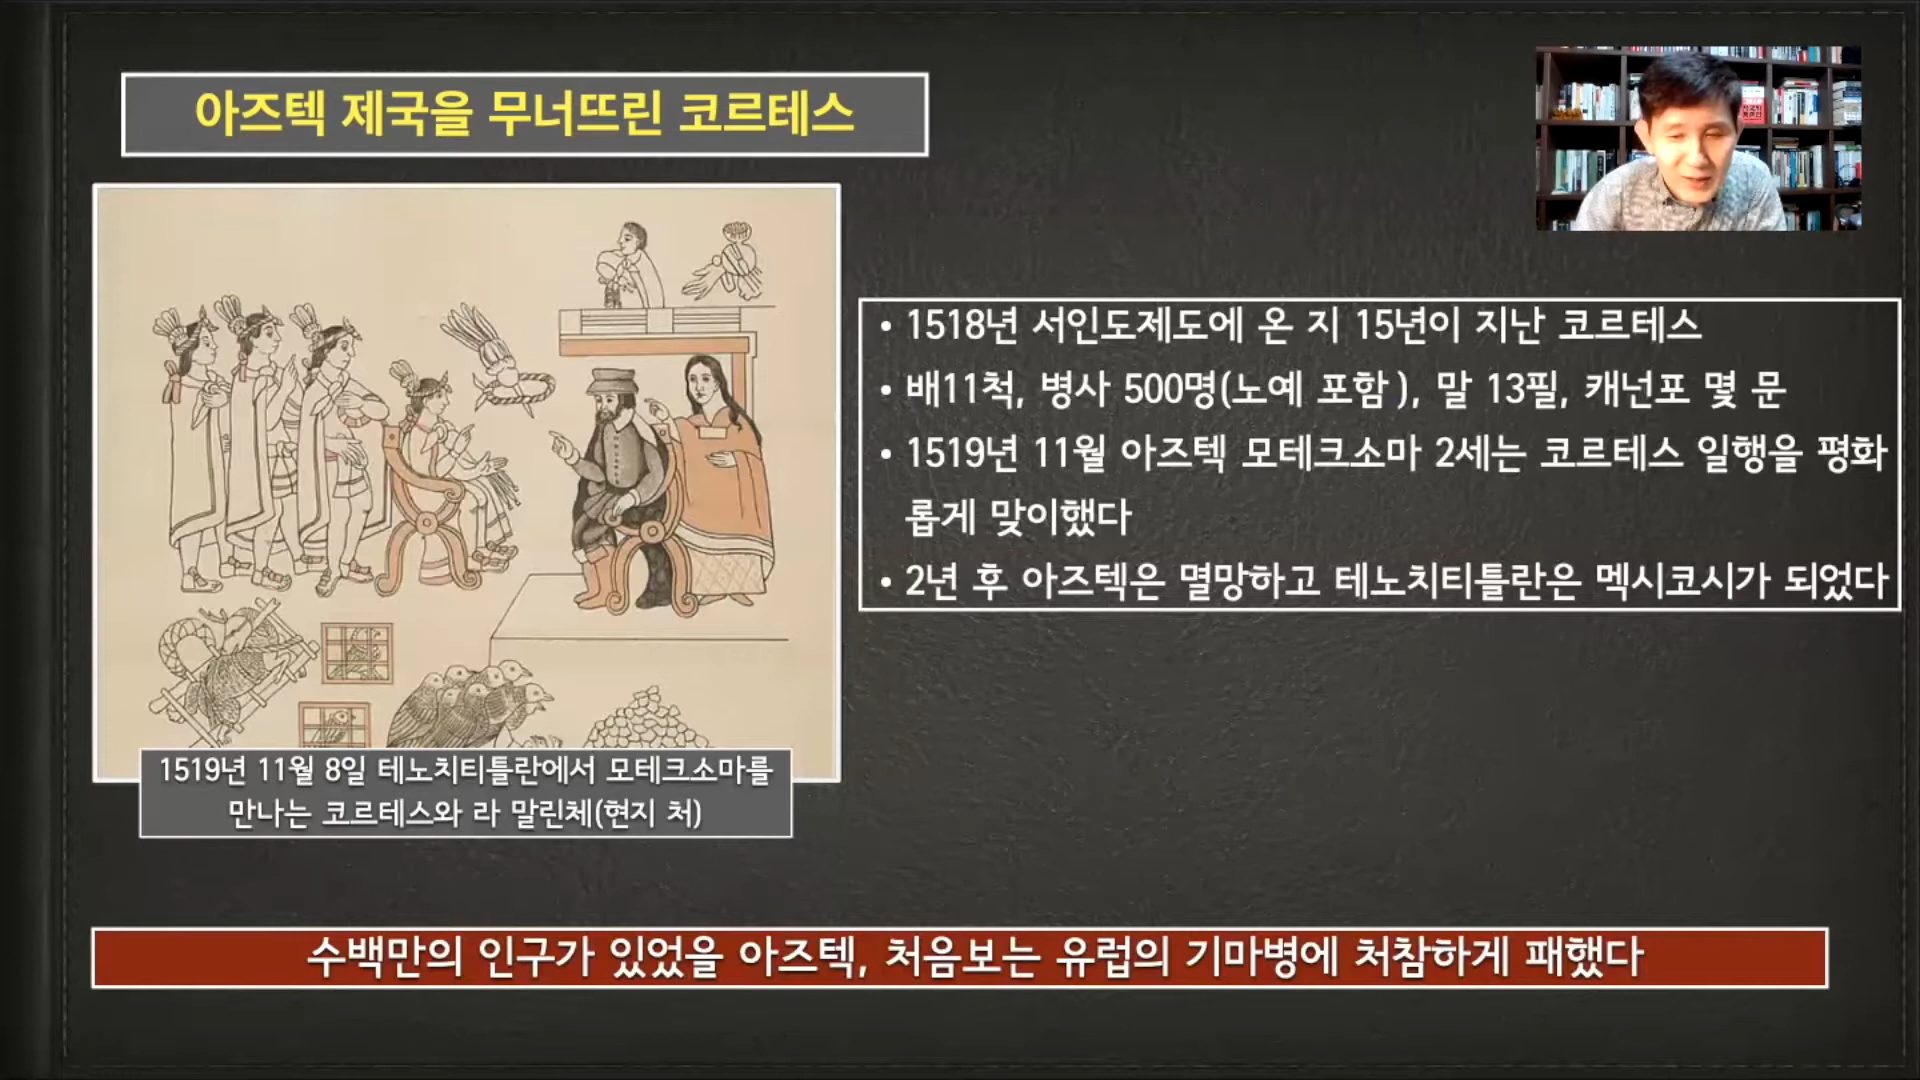 아즈텍 제국을 무너뜨린 코르테스
• 1518년 서인도제도에 온 지 15년이 지난 코르테스
• 배11척, 병사 500명(노예 포함), 말 13필, 캐넌포 몇 문
• 1519년 11월 아즈텍 모테크소마 2세는 코르테스 일행을 평화
롭게 맞이했다
• 2년 후 아즈텍은 멸망하고 테노치티틀란은 멕시코시가 되었다
1519년 11월 8일 테노치티틀란에서 모테크소마를
만나는 코르테스와 라 말린체(현지 처)
수백만의 인구가 있었을 아즈텍, 처음보는 유럽의 기마병에 처참하게 패했다